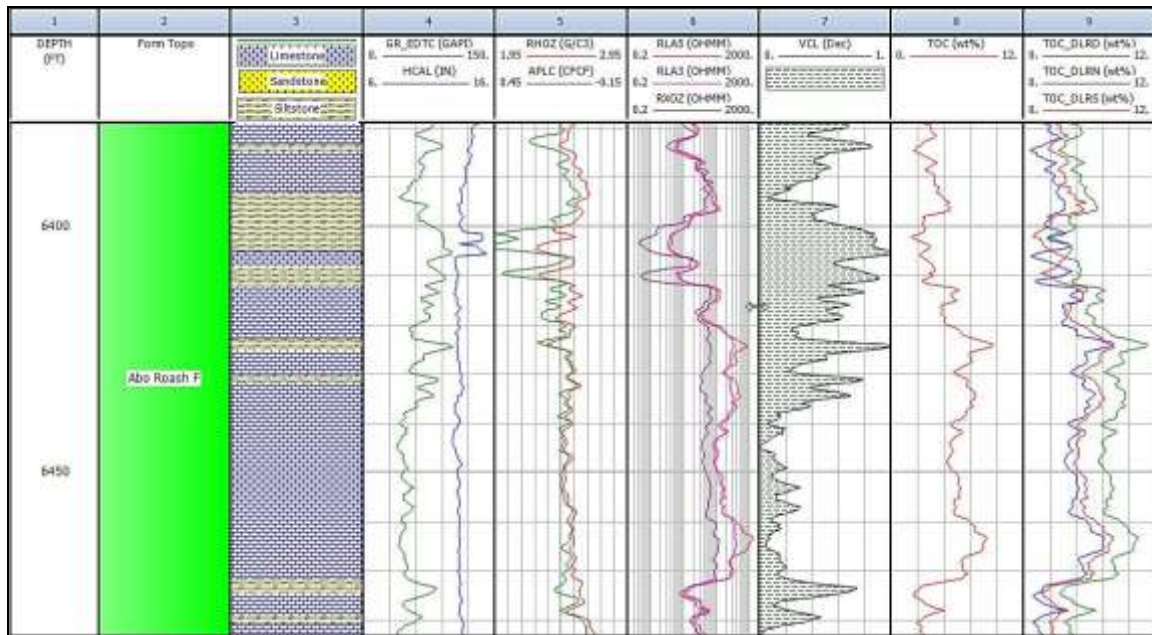 1 2 3 4 5 6 7 8 9
DEPTH (FT)
Form Tops
Limestone
Sandstone
Siltstone
GR_EDTC (GAPI)
0. 150.
HCAL (IN)
6. 16.
RHOZ (G/C3)
1.95 2.95
APLC (CFCF)
0.45 -0.15
RLA5 (OHMM)
0.2 2000.
RLA3 (OHMM)
0.2 2000.
RXOZ (OHMM)
0.2 2000.
VCL (Dec)
0. 1.
TOC (wt%)
0. 12.
TOC_DLRD (wt%)
0. 12.
TOC_DLRN (wt%)
0. 12.
TOC_DLRS (wt%)
0. 12.
6400
Abo Roash F
6450